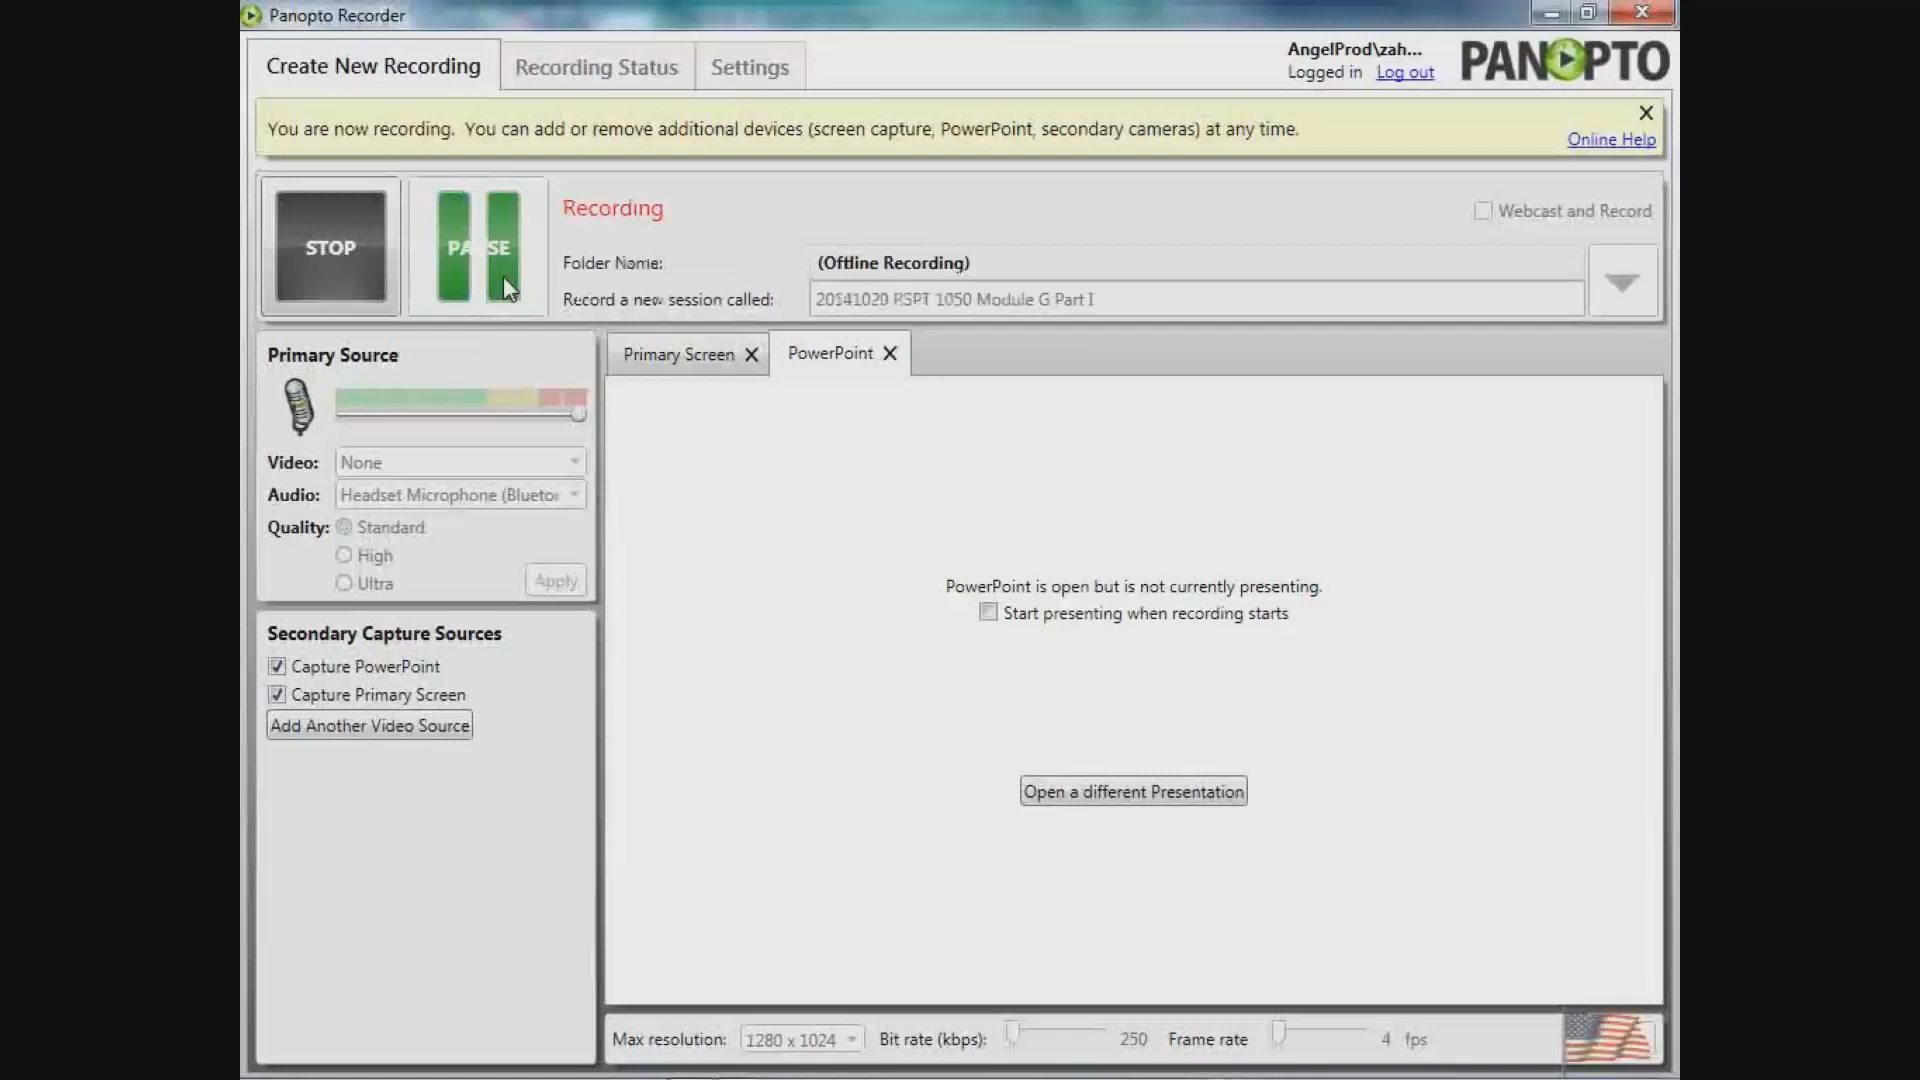 Panopto Recorder
Create New Recording
Recording Status
Settings
AngelProd\zah...
Logged in Log out
PANOPTO
You are now recording. You can add or remove additional devices (screen capture, PowerPoint, secondary cameras) at any time.
Online Help
STOP
PAUSE
Recording
Webcast and Record
Folder Name:
(Offline Recording)
Record a new session called:
RSPT 1050 Module G Part I
Primary Source
Video:
None
Audio:
Headset Microphone (Bluetor
Quality:
Standard
High
Ultra
Apply
Secondary Capture Sources
Capture PowerPoint
Capture Primary Screen
Add Another Video Source
Primary Screen
PowerPoint
PowerPoint is open but is not currently presenting.
Start presenting when recording starts
Open a different Presentation
Max resolution:
1280 x 1024
Bit rate (kbps):
250
Frame rate
4 fps